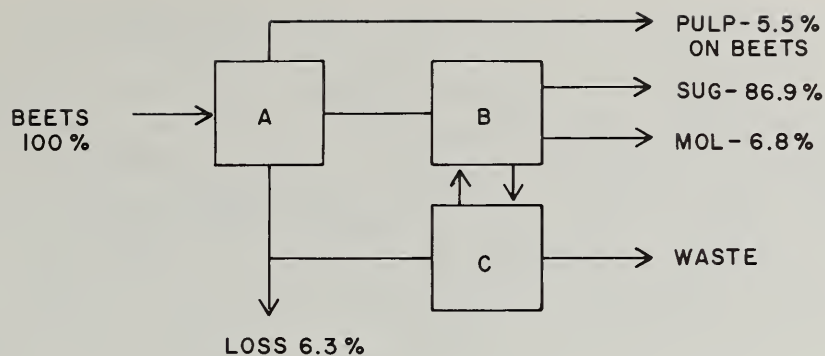 PULP- 5.5%
ON BEETS
SUG- 86.9%
MOL- 6.8%
BEETS
100%
A
B
C
WASTE
LOSS 6.3%